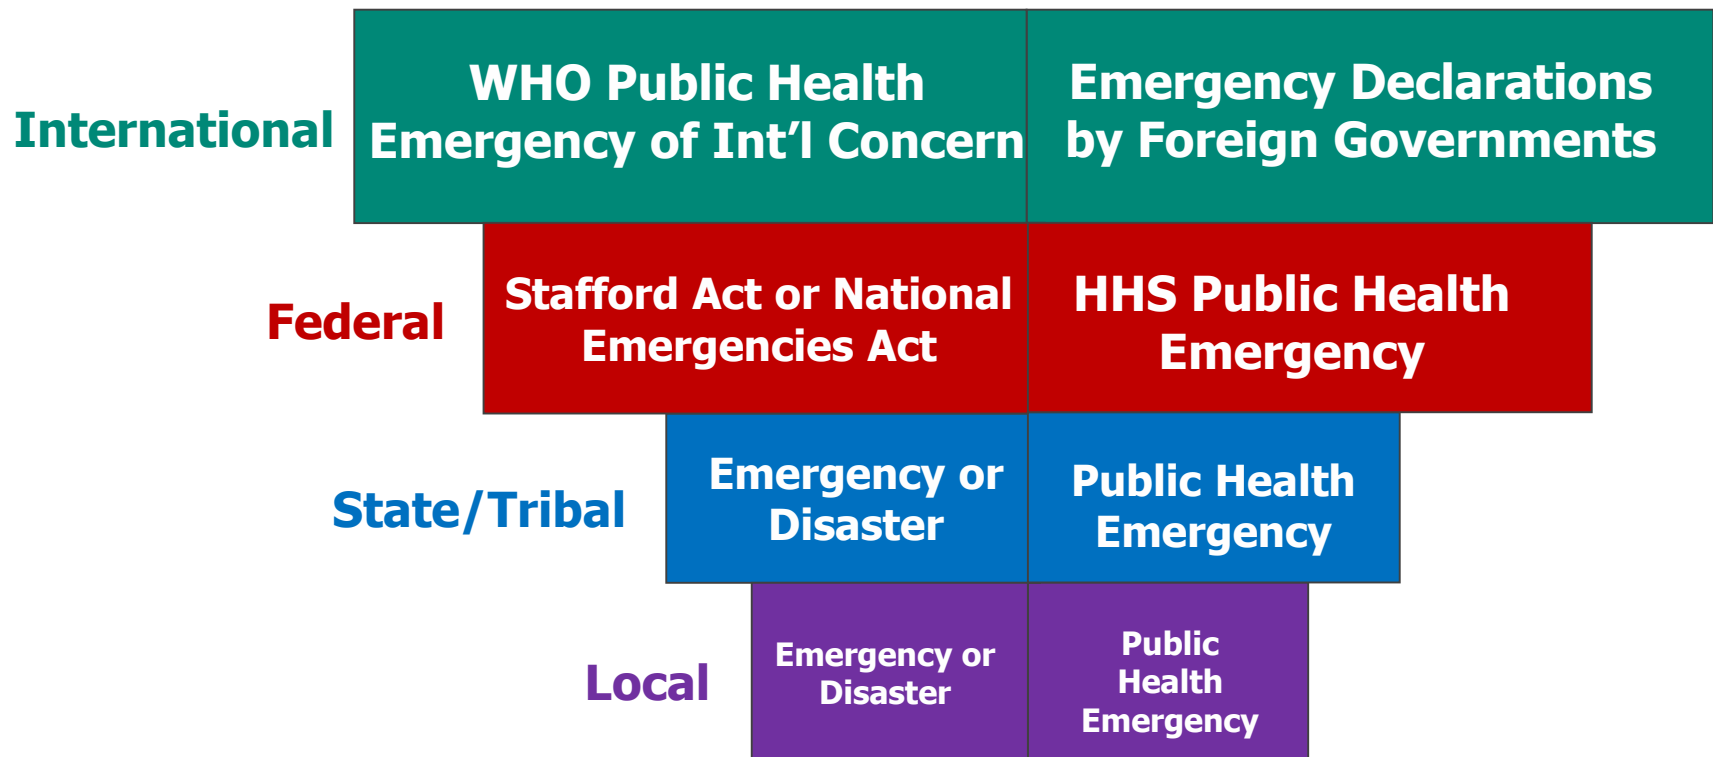 International
WHO Public Health
Emergency of Int’l Concern
Emergency Declarations
by Foreign Governments
Federal
Stafford Act or National
Emergencies Act
HHS Public Health
Emergency
State/Tribal
Emergency or
Disaster
Public Health
Emergency
Local
Emergency or
Disaster
Public
Health
Emergency